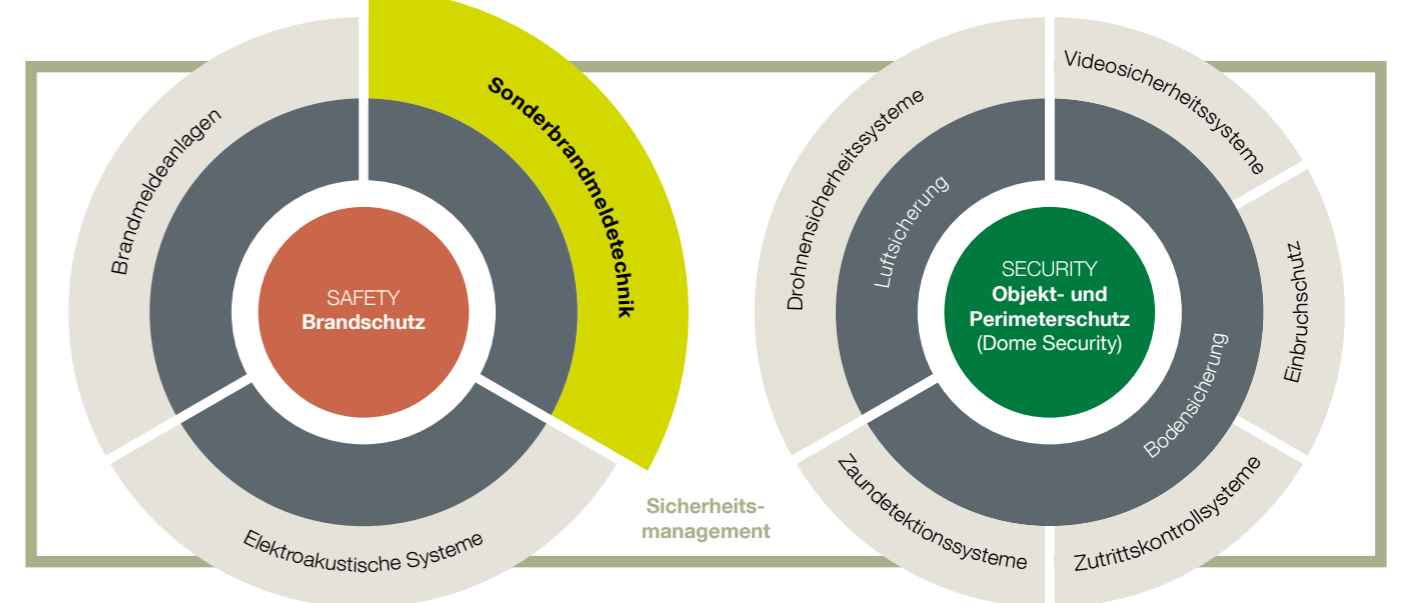 Brandmeldeanlagen
Sonderbrandmeldetechnik
SAFETY
Brandschutz
Elektroakustische Systeme
Sicherheits-
management
Drohnensicherheitssysteme
Luftsicherung
Videosicherheitssysteme
Einbruchschutz
SECURITY
Objekt- und
Perimeterschutz
(Dome Security)
Bodensicherung
Zaundetektionssysteme
Zutrittskontrollsysteme